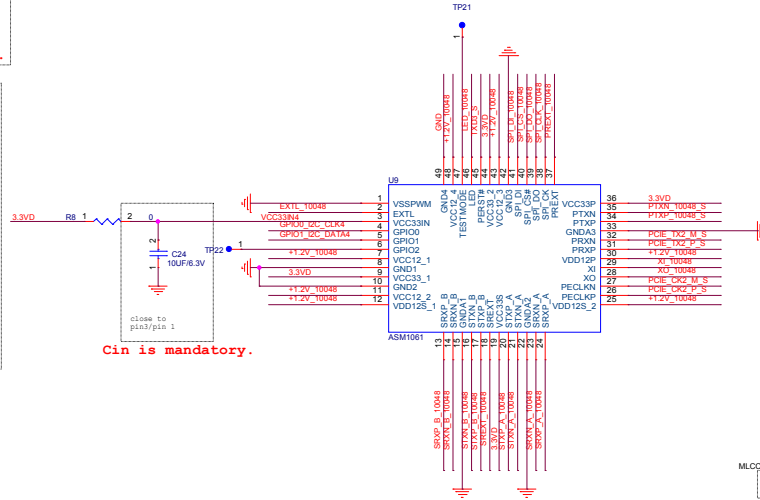 TP21
1
GND
+1.2V_10048
LED_10048
3.3VD
+1.2V_10048
SPI_DI_10048
SPI_CS_10048
SPI_DO_10048
SPI_CLK_10048
PREXT_10048
49 48 47 46 45 44 43 42 41 40 39 38 37
U9
GND4
VCC12_4
TESTMODE
LED
PERST#
VCC33_2
VCC12_3
GND3
SPI_DI
SPI_CS#
SPI_DO
SPI_CK
PREXT
1 VSSPWM
EXTL_10048 2 EXTL
3.3VD R8 1 2 0 VCC33IN4 3 VCC33IN
GPIO0_I2C_CLK4 4 GPIO0
GPIO1_I2C_DATA4 5 GPIO1
TP22 1 6 GPIO2
+1.2V_10048 7 VCC12_1
8 GND1
3.3VD 9 VCC33_1
10 GND2
+1.2V_10048 11 VCC12_2
+1.2V_10048 12 VDD12S_1
VCC33P 36 3.3VD
PTXN 35 PTXN_10048_S
PTXP 34 PTXP_10048_S
GNDA3 33
PRXN 32 PCIE_TX2_M_S
PRXP 31 PCIE_TX2_P_S
VDD12P 30 +1.2V_10048
XI 29 XI_10048
XO 28 XO_10048
PECLKN 27 PCIE_CK2_M_S
PECLKP 26 PCIE_CK2_P_S
VDD12S_2 25 +1.2V_10048
2
C24
10UF/6.3V
1
close to
pin3/pin 1
Cin is mandatory.
SRXP_B
SRXN_B
GNDA1
STXN_B
STXP_B
SREXT
VCC33S
STXP_A
STXN_A
GNDA2
SRXN_A
SRXP_A
ASM1061
13 14 15 16 17 18 19 20 21 22 23 24
SRXP_B_10048
SRXN_B_10048
STXN_B_10048
STXP_B_10048
SREXT_10048
3.3VD
STXP_A_10048
STXN_A_10048
SRXN_A_10048
SRXP_A_10048